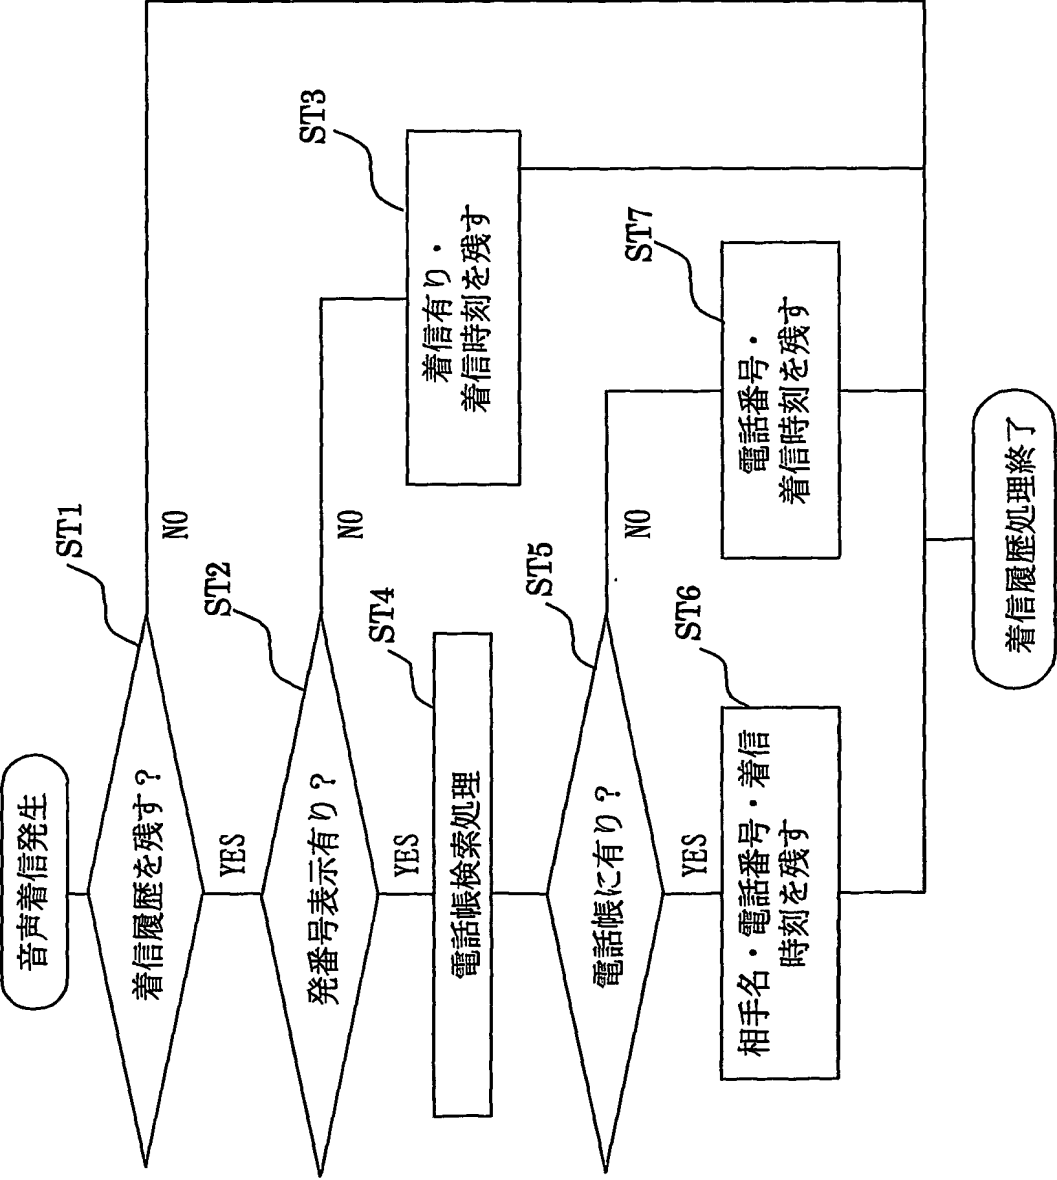 音声着信発生
ST1
着信履歴を残す？
NO
YES
ST2
発番号表示有り？
NO
YES
ST3
着信有り・
着信時刻を残す
ST4
電話帳検索処理
ST5
電話帳に有り？
NO
YES
ST6
相手名・電話番号・着信
時刻を残す
ST7
電話番号・
着信時刻を残す
着信履歴処理終了